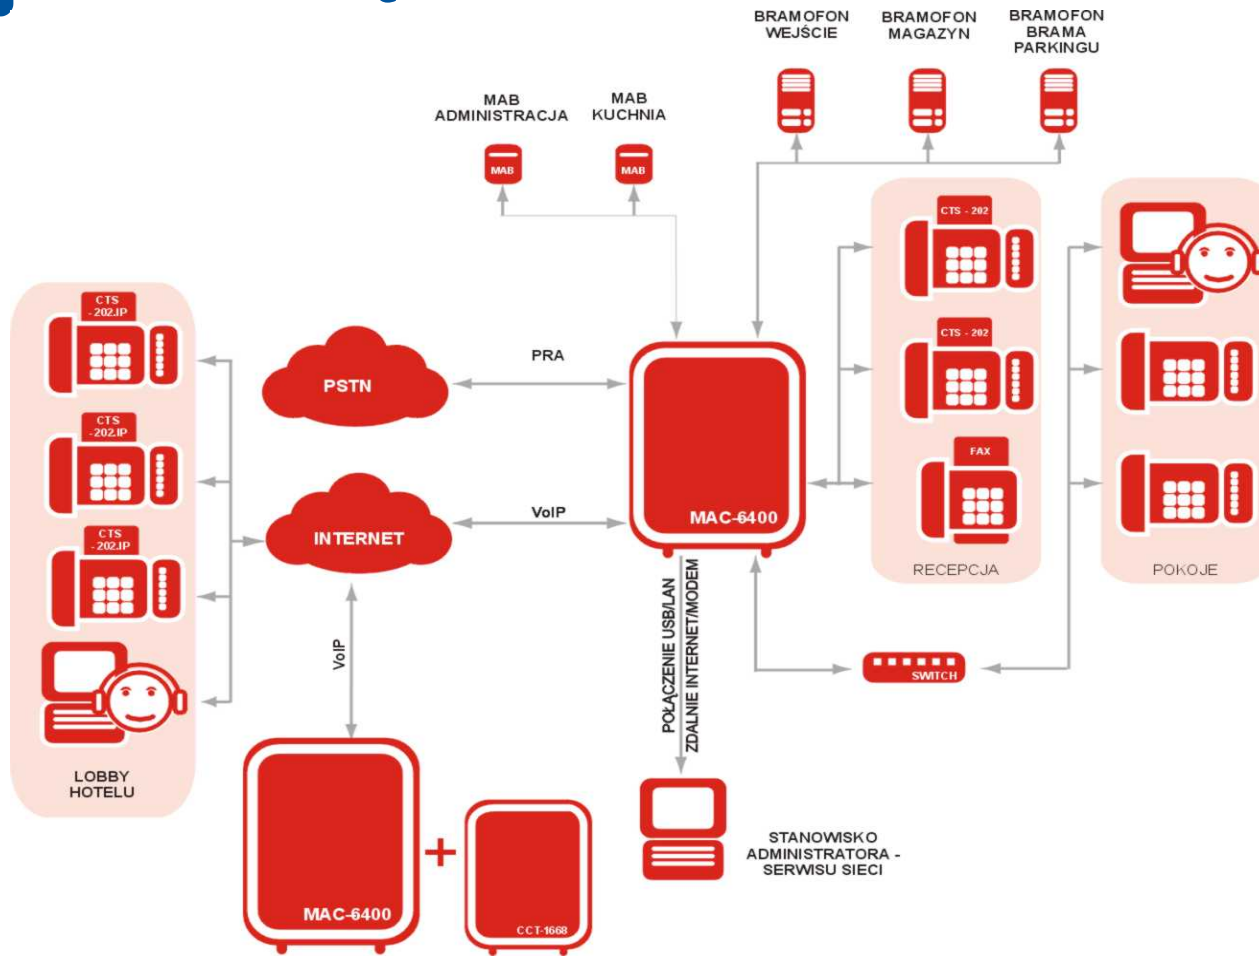 BRAMOFON
WEJŚCIE
BRAMOFON
MAGAZYN
BRAMOFON
BRAMA
PARKINGU
MAB
ADMINISTRACJA
MAB
KUCHNIA
MAB
MAB
CTS - 202
CTS
-202.IP
CTS - 202
PRA
PSTN
CTS
-202.IP
FAX
VoIP
MAC-6400
INTERNET
CTS
-202.IP
RECEPCJA
POKOJE
POŁĄCZENIE USB/LAN
ZDALNIE INTERNET/MODEM
VoIP
SWITCH
LOBBY
HOTELU
STANOWISKO
ADMINISTRATORA -
SERWISU SIECI
MAC-6400
+
CCT-1668